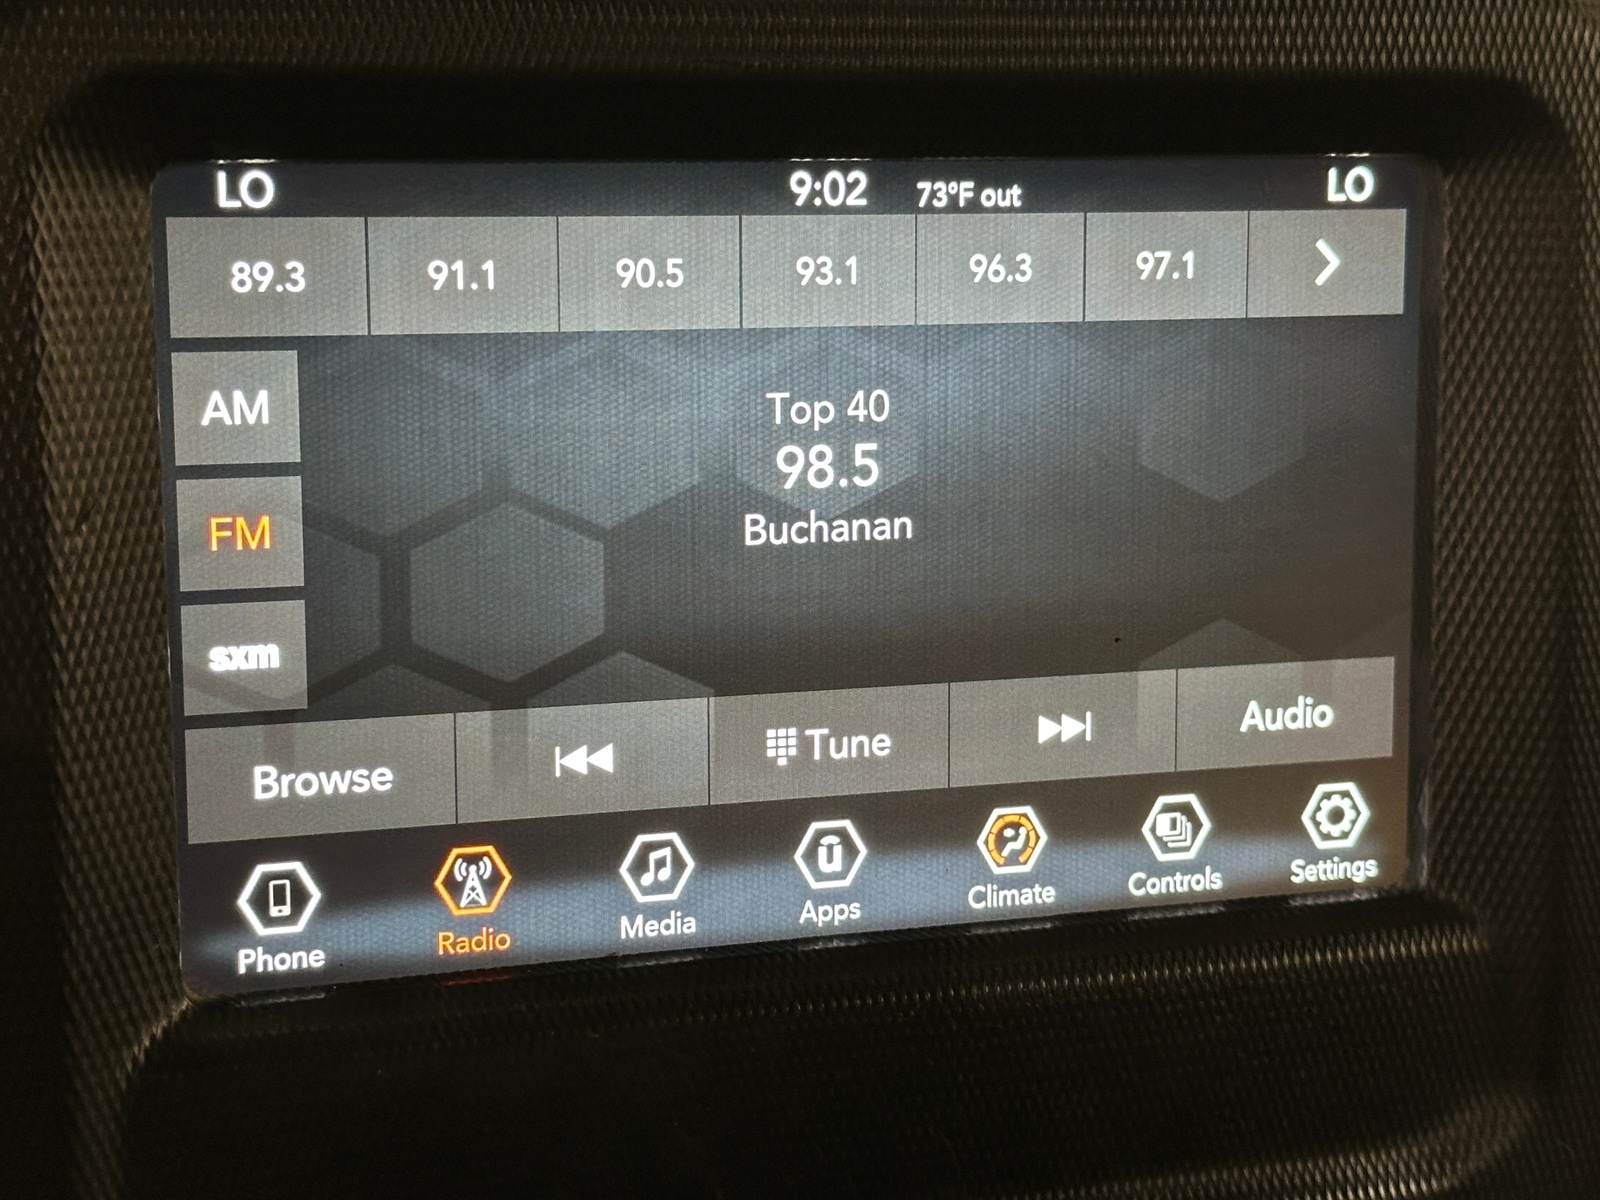 LO 9:02 73°F out LO
89.3 91.1 90.5 93.1 96.3 97.1
AM
Top 40
98.5
FM
Buchanan
sxm
Browse Tune Audio
Phone Radio Media Apps Climate Controls Settings